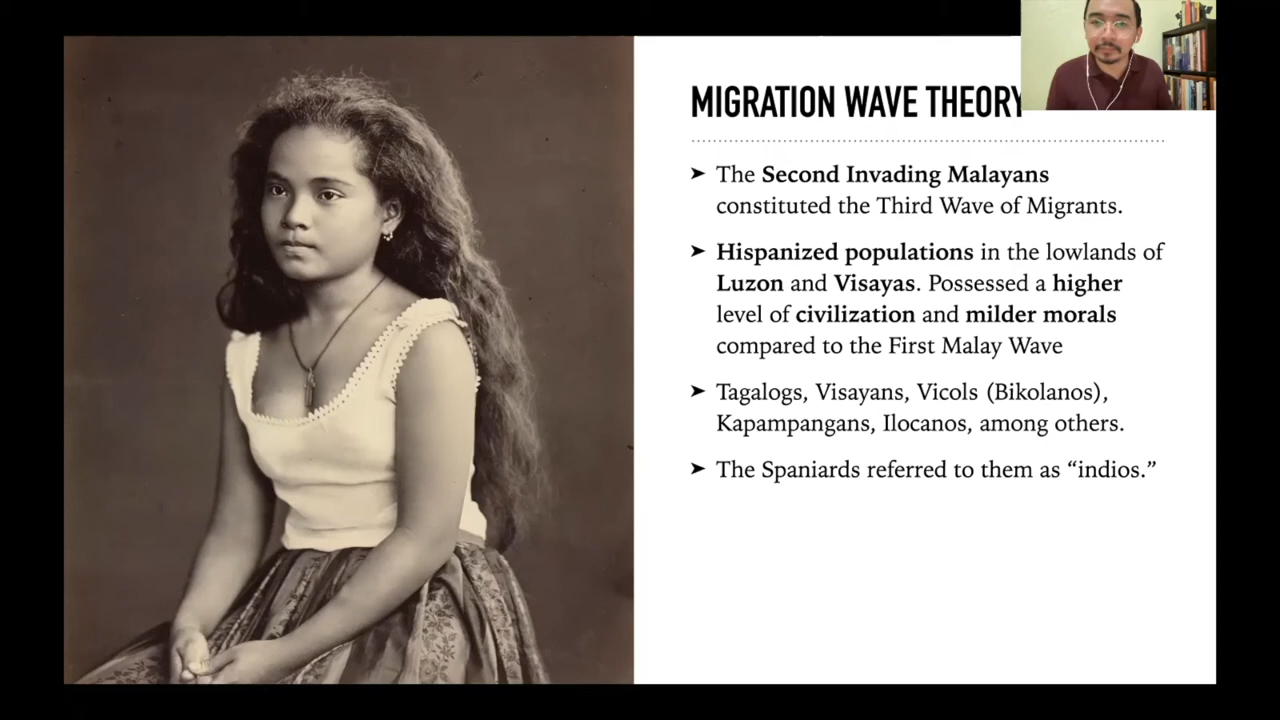 MIGRATION WAVE THEORY
➤ The Second Invading Malayans
constituted the Third Wave of Migrants.
➤ Hispanized populations in the lowlands of
Luzon and Visayas. Possessed a higher
level of civilization and milder morals
compared to the First Malay Wave
➤ Tagalogs, Visayans, Vicols (Bikolanos),
Kapampangans, Ilocanos, among others.
➤ The Spaniards referred to them as “indios.”